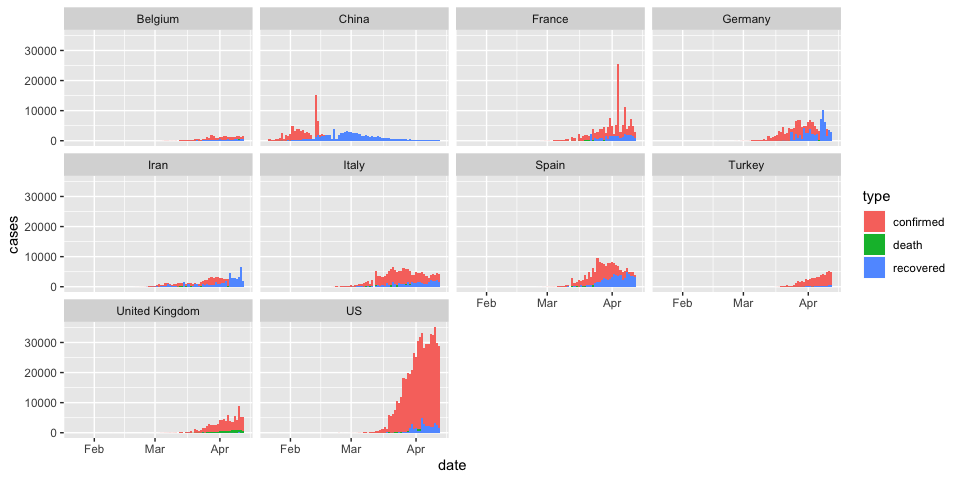 Belgium China France Germany
30000
20000
10000
0
Iran Italy Spain Turkey
30000
20000
10000
0
cases
Feb Mar Apr Feb Mar Apr
United Kingdom US
30000
20000
10000
0
Feb Mar Apr Feb Mar Apr
date
type
confirmed
death
recovered